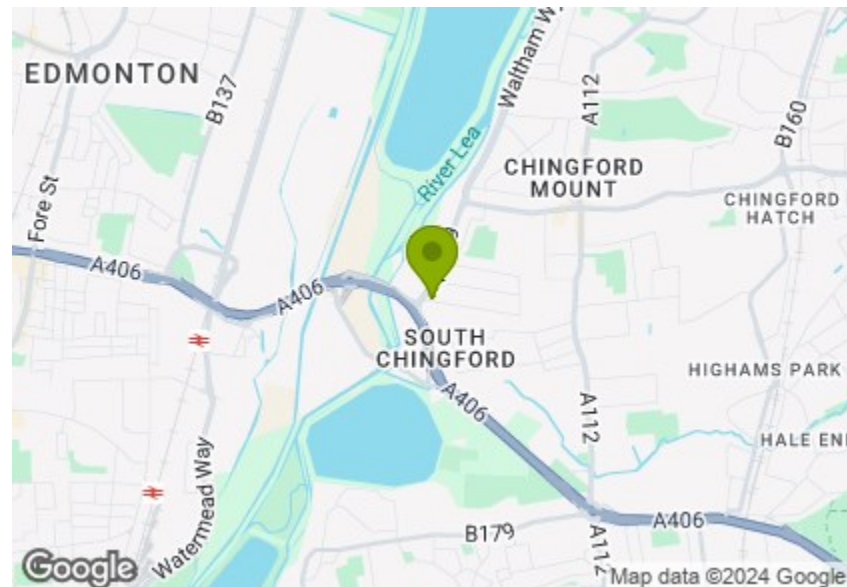 EDMONTON
B137
Waltham W
A112
B160
River Lea
CHINGFORD
MOUNT
CHINGFORD
HATCH
Fore St
A406
A406
SOUTH
CHINGFORD
A406
HIGHAMS PARK
A112
HALE EN
Watermead Way
B179
A112
A406
Google
Map data ©2024 Google